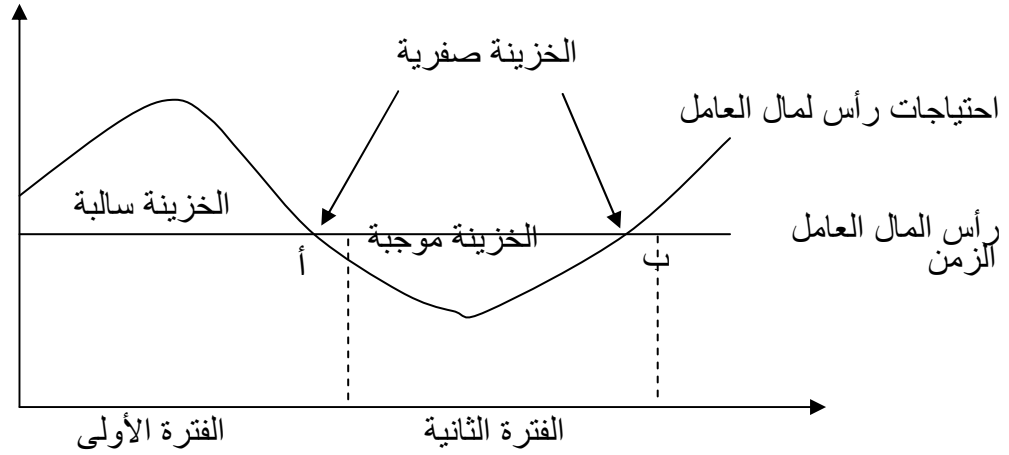 الخزينة صفرية
احتياجات رأس لمال العامل
الخزينة سالبة
رأس المال العامل
الخزينة موجبة
الزمن
أ
ب
الفترة الأولى
الفترة الثانية